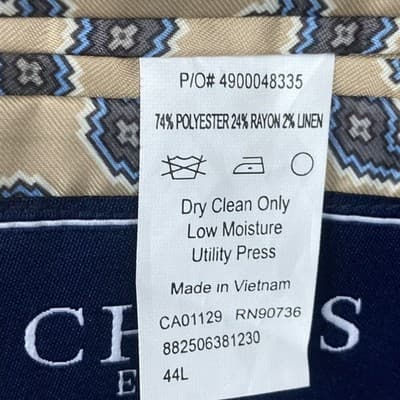 P/O# 4900048335
74% POLYESTER 24% RAYON 2% LINEN
Dry Clean Only
Low Moisture
Utility Press
Made in Vietnam
CA01129 RN90736
882506381230
44L